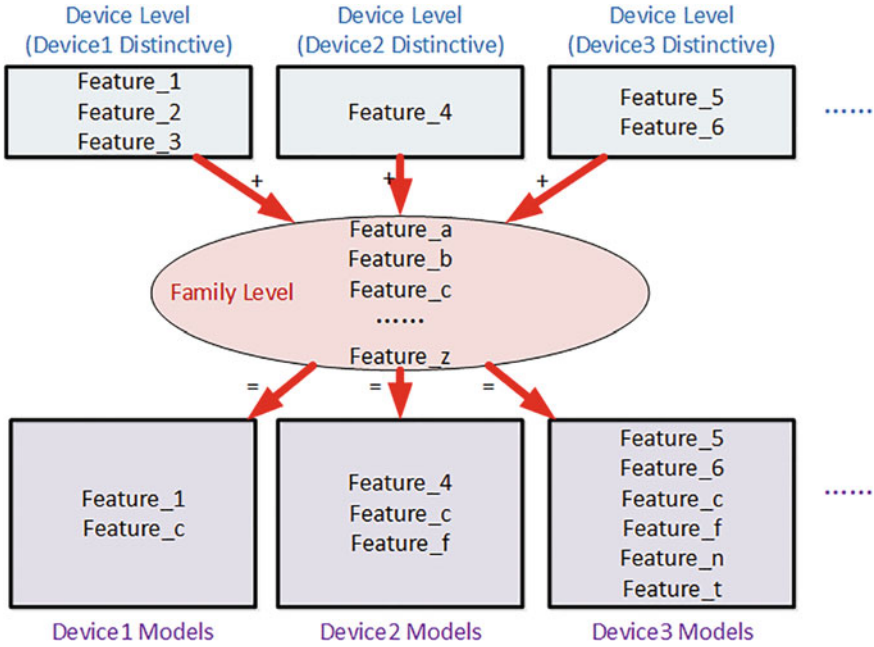 Device Level
(Device1 Distinctive)
Device Level
(Device2 Distinctive)
Device Level
(Device3 Distinctive)
Feature_1
Feature_2
Feature_3
Feature_4
Feature_5
Feature_6
......
+
+
+
Family Level
Feature_a
Feature_b
Feature_c
......
Feature_z
=
=
=
Feature_1
Feature_c
Feature_4
Feature_c
Feature_f
Feature_5
Feature_6
Feature_c
Feature_f
Feature_n
Feature_t
......
Device1 Models
Device2 Models
Device3 Models